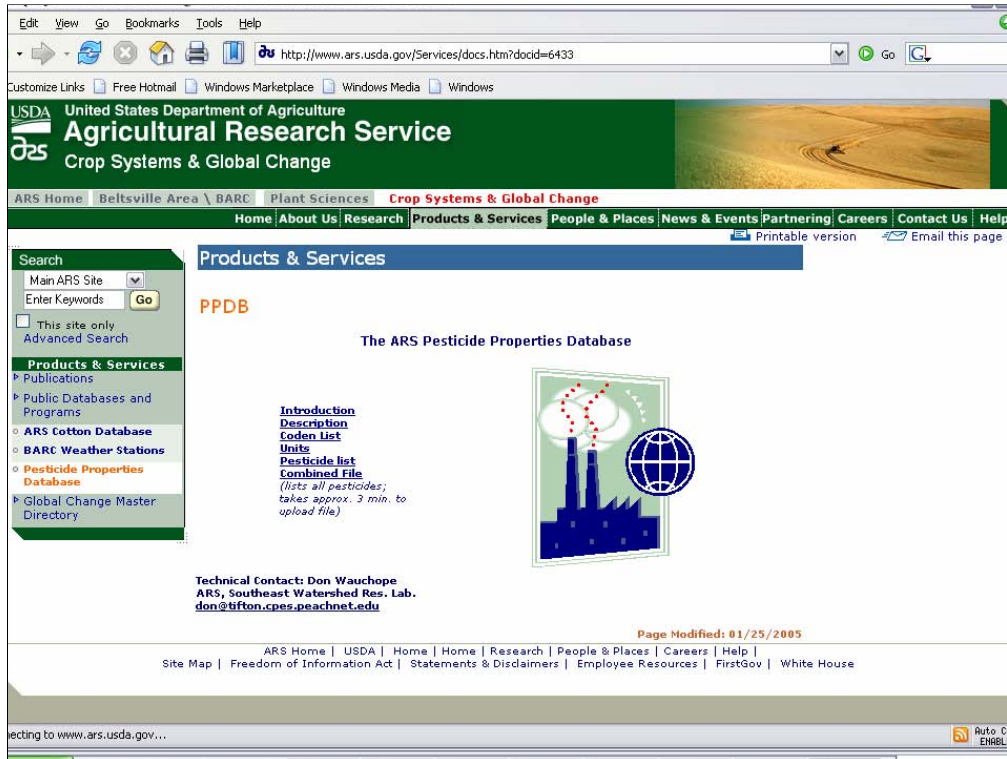 Edit View Go Bookmarks Tools Help
http://www.ars.usda.gov/Services/docs.htm?docid=6433 Go G
Customize Links Free Hotmail Windows Marketplace Windows Media Windows
USDA United States Department of Agriculture
ars Agricultural Research Service
Crop Systems & Global Change
ARS Home Beltsville Area \ BARC Plant Sciences Crop Systems & Global Change
Home About Us Research Products & Services People & Places News & Events Partnering Careers Contact Us Help
Printable version Email this page
Search
Main ARS Site
Enter Keywords Go
This site only
Advanced Search
Products & Services
Publications
Public Databases and
Programs
ARS Cotton Database
BARC Weather Stations
Pesticide Properties
Database
Global Change Master
Directory
Products & Services
PPDB
The ARS Pesticide Properties Database
Introduction
Description
Coden List
Units
Pesticide list
Combined File
(lists all pesticides;
takes approx. 3 min. to
upload file)
Technical Contact: Don Wauchope
ARS, Southeast Watershed Res. Lab.
don@tifton.cpes.peachnet.edu
Page Modified: 01/25/2005
ARS Home | USDA | Home | Home | Research | People & Places | Careers | Help |
Site Map | Freedom of Information Act | Statements & Disclaimers | Employee Resources | FirstGov | White House
necting to www.ars.usda.gov...
Auto C
ENABL